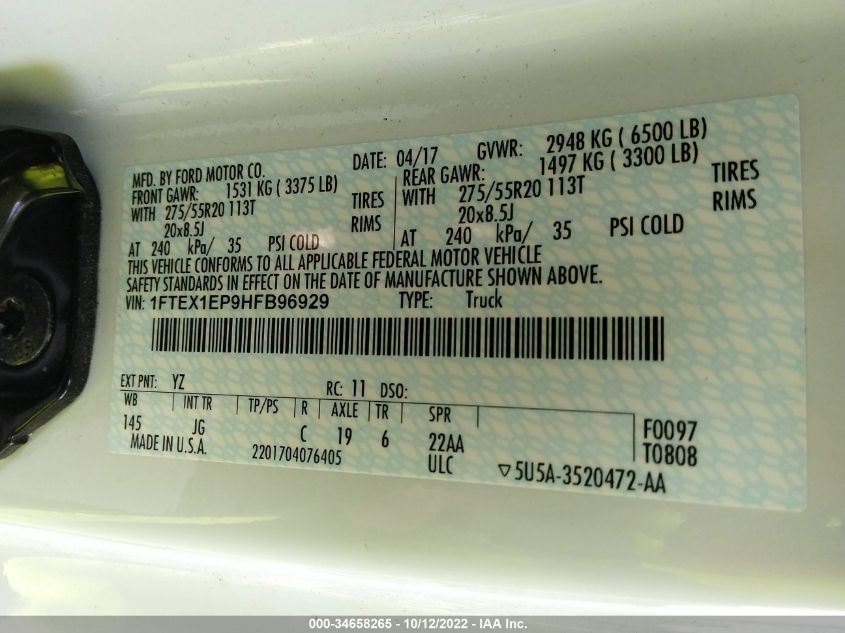 MFD. BY FORD MOTOR CO. DATE: 04/17 GVWR: 2948 KG ( 6500 LB)
FRONT GAWR: 1531 KG ( 3375 LB) REAR GAWR: 1497 KG ( 3300 LB)
WITH 275/55R20 113T TIRES WITH 275/55R20 113T TIRES
20x8.5J RIMS 20x8.5J RIMS
AT 240 kPa/ 35 PSI COLD AT 240 kPa/ 35 PSI COLD
THIS VEHICLE CONFORMS TO ALL APPLICABLE FEDERAL MOTOR VEHICLE
SAFETY STANDARDS IN EFFECT ON THE DATE OF MANUFACTURE SHOWN ABOVE.
VIN: 1FTEX1EP9HFB96929 TYPE: Truck
EXT PNT: YZ RC: 11 DSO:
WB INT TR TP/PS R AXLE TR SPR
145 JG C 19 6 22AA F0097
MADE IN U.S.A. 2201704076405 ULC T0808
▽5U5A-3520472-AA
000-34658265 - 10/12/2022 - IAA Inc.